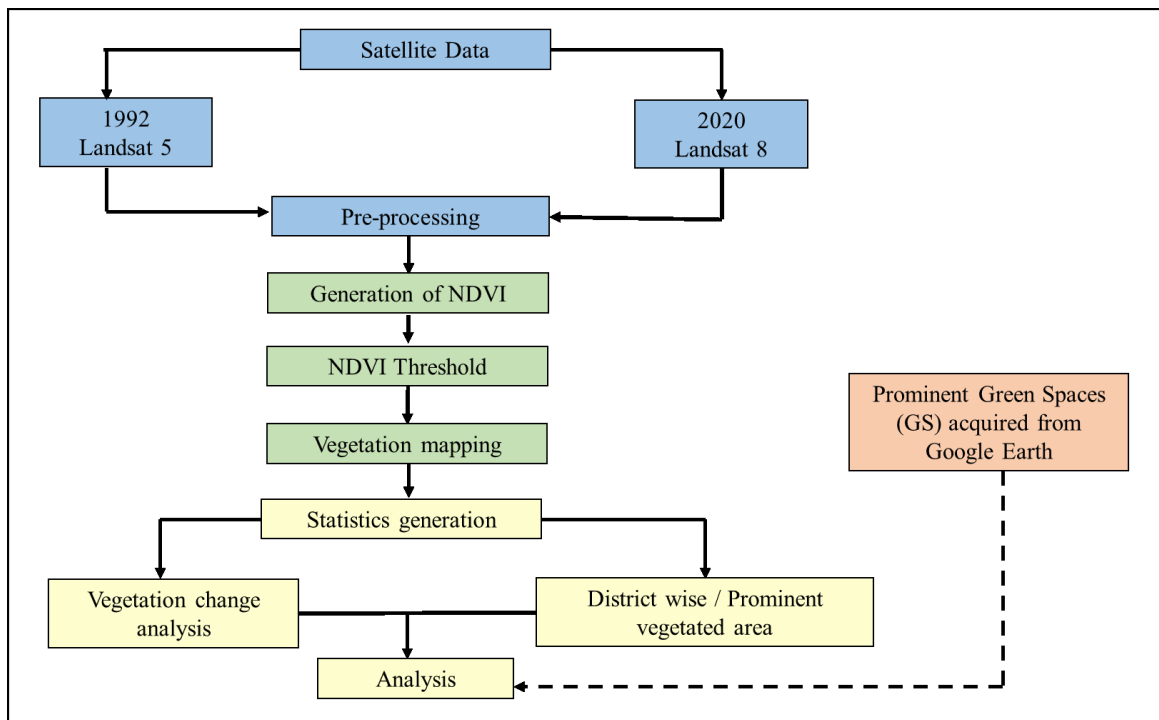 Satellite Data
1992
Landsat 5
2020
Landsat 8
Pre-processing
Generation of NDVI
NDVI Threshold
Vegetation mapping
Prominent Green Spaces
(GS) acquired from
Google Earth
Statistics generation
Vegetation change
analysis
District wise / Prominent
vegetated area
Analysis